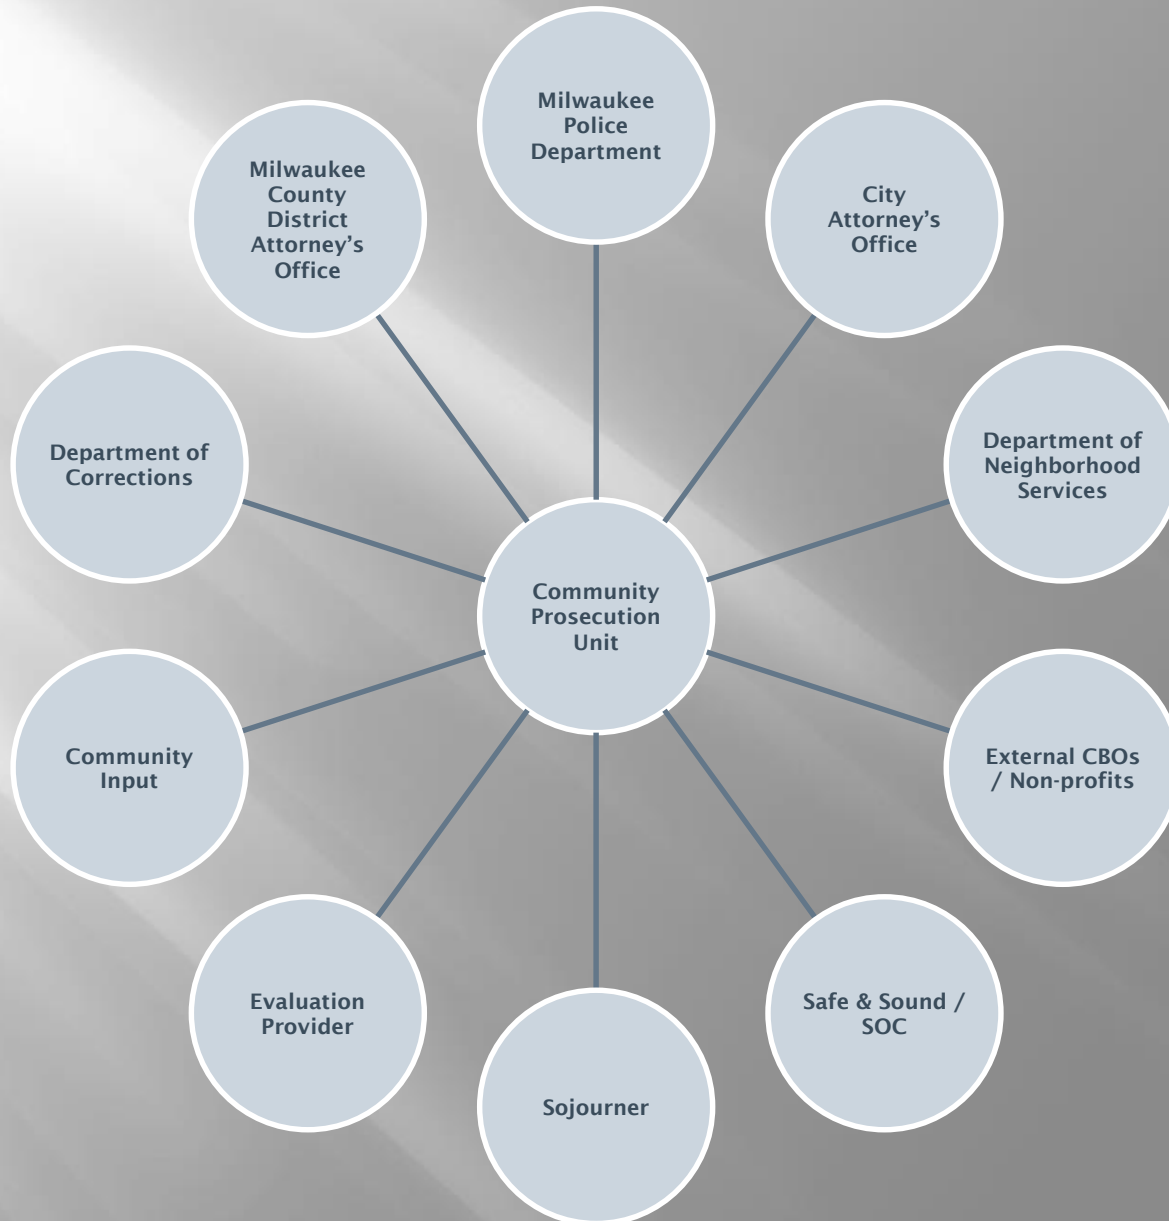 Milwaukee
Police
Department
City
Attorney’s
Office
Department of
Neighborhood
Services
External CBOs
/ Non-profits
Safe & Sound /
SOC
Sojourner
Evaluation
Provider
Community
Input
Department of
Corrections
Milwaukee
County
District
Attorney’s
Office
Community
Prosecution
Unit